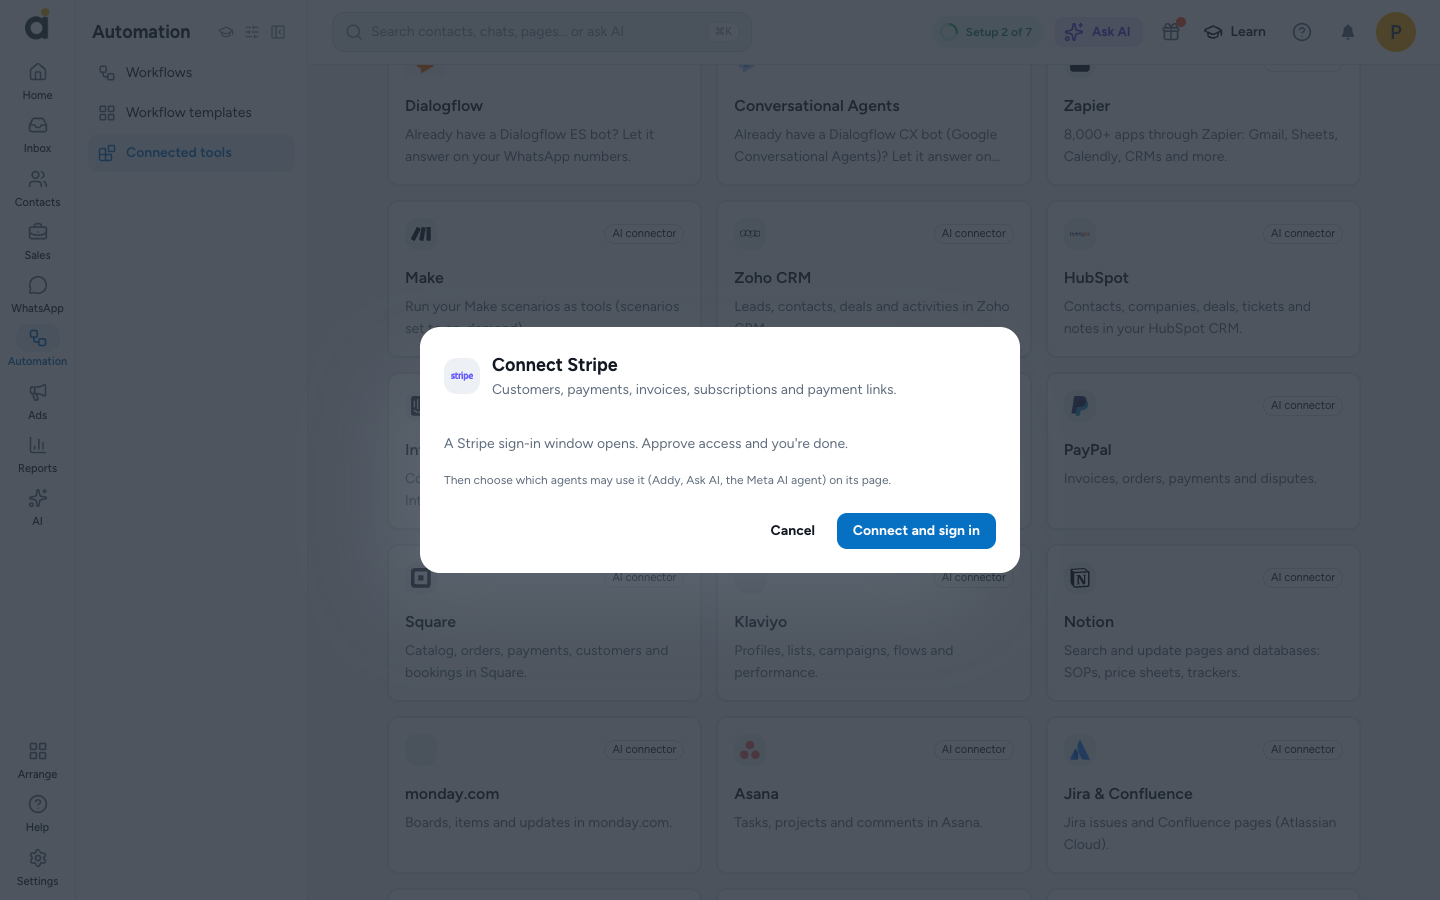 Automation
Search contacts, chats, pages... or ask AI
⌘K
Setup 2 of 7
Ask AI
Learn
P
Home
Inbox
Contacts
Sales
WhatsApp
Automation
Ads
Reports
AI
Arrange
Help
Settings
Workflows
Workflow templates
Connected tools
Dialogflow
Already have a Dialogflow ES bot? Let it
answer on your WhatsApp numbers.
Conversational Agents
Already have a Dialogflow CX bot (Google
Conversational Agents)? Let it answer on...
Zapier
8,000+ apps through Zapier: Gmail, Sheets,
Calendly, CRMs and more.
AI connector
Make
Run your Make scenarios as tools (scenarios
AI connector
Zoho CRM
Leads, contacts, deals and activities in Zoho
AI connector
HubSpot
Contacts, companies, deals, tickets and
notes in your HubSpot CRM.
stripe
Connect Stripe
Customers, payments, invoices, subscriptions and payment links.
A Stripe sign-in window opens. Approve access and you're done.
Then choose which agents may use it (Addy, Ask AI, the Meta AI agent) on its page.
Cancel
Connect and sign in
AI connector
PayPal
Invoices, orders, payments and disputes.
AI connector
Square
Catalog, orders, payments, customers and
bookings in Square.
AI connector
Klaviyo
Profiles, lists, campaigns, flows and
performance.
AI connector
Notion
Search and update pages and databases:
SOPs, price sheets, trackers.
AI connector
monday.com
Boards, items and updates in monday.com.
AI connector
Asana
Tasks, projects and comments in Asana.
AI connector
Jira & Confluence
Jira issues and Confluence pages (Atlassian
Cloud).